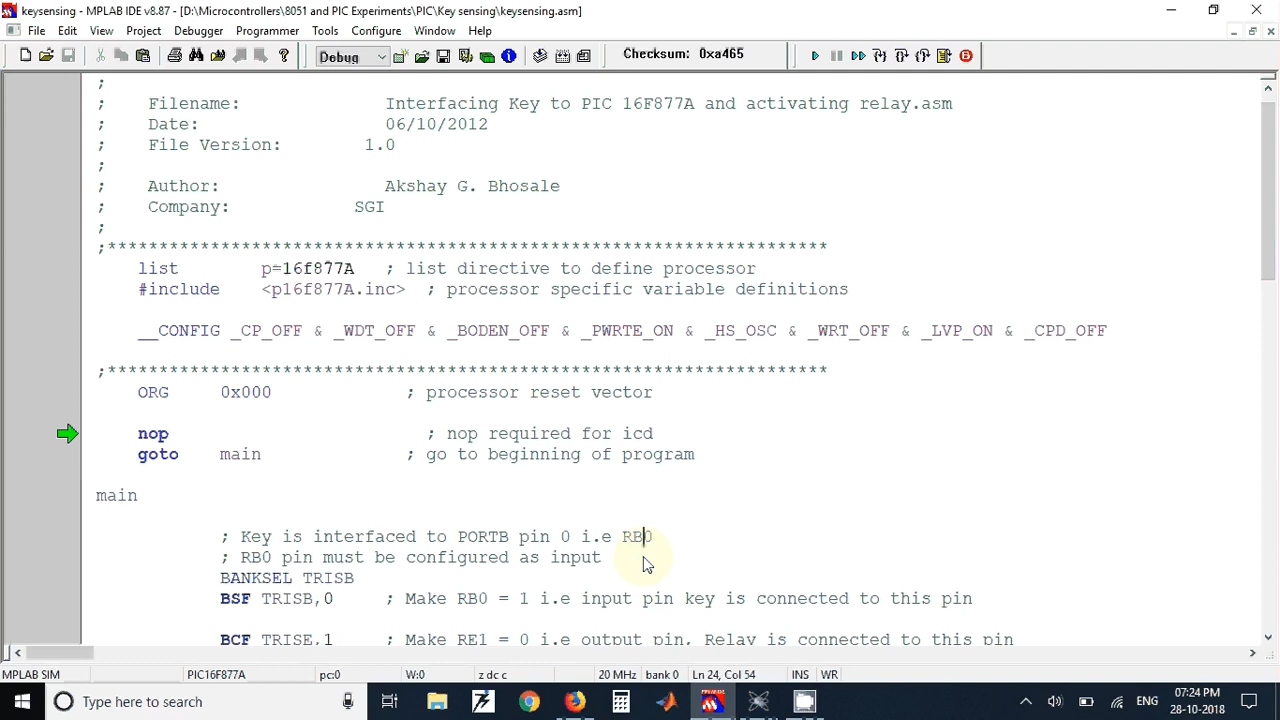 keysensing - MPLAB IDE v8.87 - [D:\Microcontrollers\8051 and PIC Experiments\PIC\Key sensing\keysensing.asm]
File Edit View Project Debugger Programmer Tools Configure Window Help
Debug Checksum: 0xa465
;
; Filename: Interfacing Key to PIC 16F877A and activating relay.asm
; Date: 06/10/2012
; File Version: 1.0
;
; Author: Akshay G. Bhosale
; Company: SGI
;
;**********************************************************************
list p=16f877A ; list directive to define processor
#include <p16f877A.inc> ; processor specific variable definitions
__CONFIG _CP_OFF & _WDT_OFF & _BODEN_OFF & _PWRTE_ON & _HS_OSC & _WRT_OFF & _LVP_ON & _CPD_OFF
;**********************************************************************
ORG 0x000 ; processor reset vector
nop ; nop required for icd
goto main ; go to beginning of program
main
; Key is interfaced to PORTB pin 0 i.e RB0
; RB0 pin must be configured as input
BANKSEL TRISB
BSF TRISB,0 ; Make RB0 = 1 i.e input pin key is connected to this pin
BCF TRISE,1 ; Make RE1 = 0 i.e output pin, Relay is connected to this pin
MPLAB SIM PIC16F877A pc:0 W:0 z dc c 20 MHz bank 0 Ln 24, Col 54 INS WR
Type here to search ENG 07:24 PM
28-10-2018